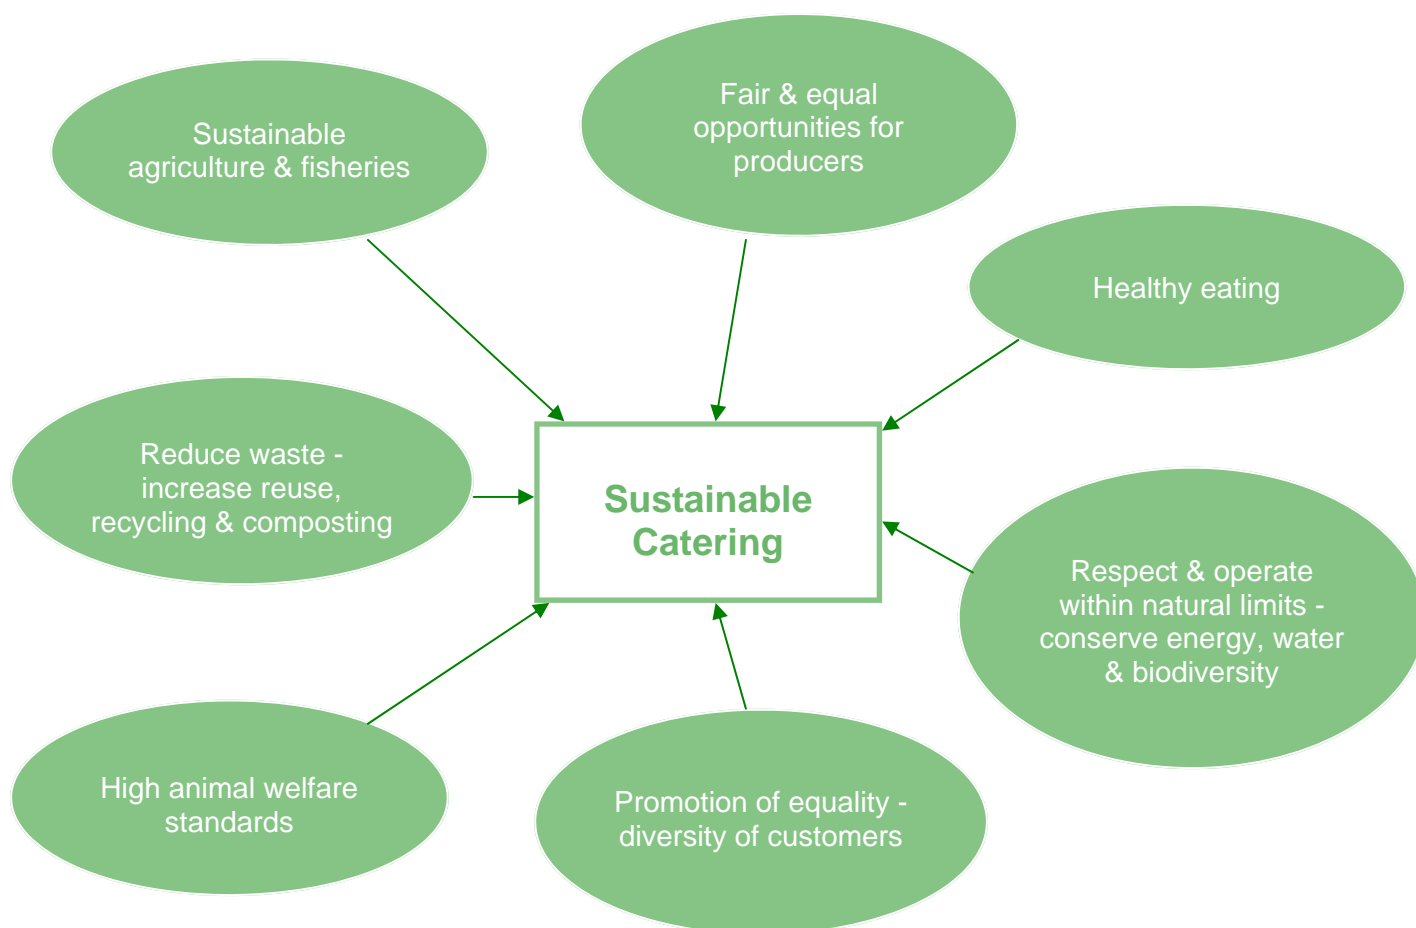 Sustainable
agriculture & fisheries
Fair & equal
opportunities for
producers
Healthy eating
Reduce waste -
increase reuse,
recycling & composting
Sustainable
Catering
Respect & operate
within natural limits -
conserve energy, water
& biodiversity
High animal welfare
standards
Promotion of equality -
diversity of customers